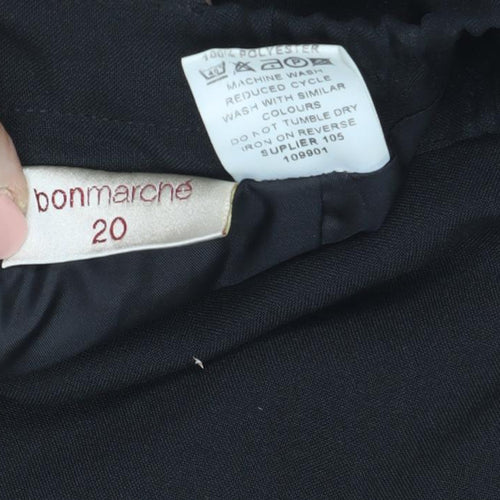 100% POLYESTER
MACHINE WASH
REDUCED CYCLE
WASH WITH SIMILAR
COLOURS
DO NOT TUMBLE DRY
IRON ON REVERSE
SUPLIER 105
109901
bonmarché
20